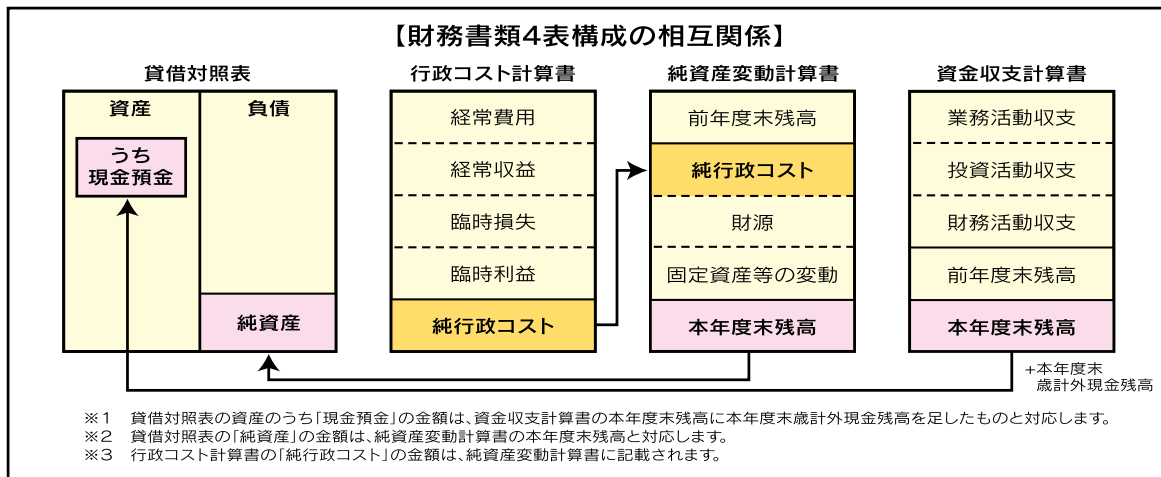 【財務書類4表構成の相互関係】
貸借対照表
資産
負債
うち
現金預金
純資産
行政コスト計算書
経常費用
経常収益
臨時損失
臨時利益
純行政コスト
純資産変動計算書
前年度末残高
純行政コスト
財源
固定資産等の変動
本年度末残高
資金収支計算書
業務活動収支
投資活動収支
財務活動収支
前年度末残高
本年度末残高
+本年度末
歳計外現金残高
※1 貸借対照表の資産のうち「現金預金」の金額は、資金収支計算書の本年度末残高に本年度末歳計外現金残高を足したものと対応します。
※2 貸借対照表の「純資産」の金額は、純資産変動計算書の本年度末残高と対応します。
※3 行政コスト計算書の「純行政コスト」の金額は、純資産変動計算書に記載されます。